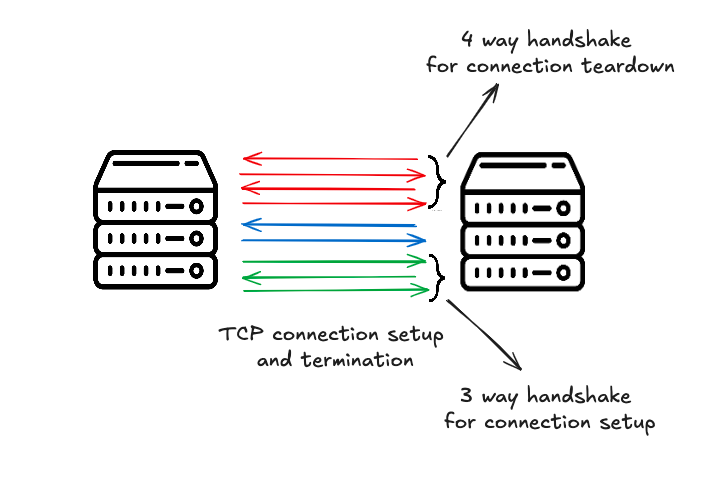 4 way handshake
for connection teardown
TCP connection setup
and termination
3 way handshake
for connection setup